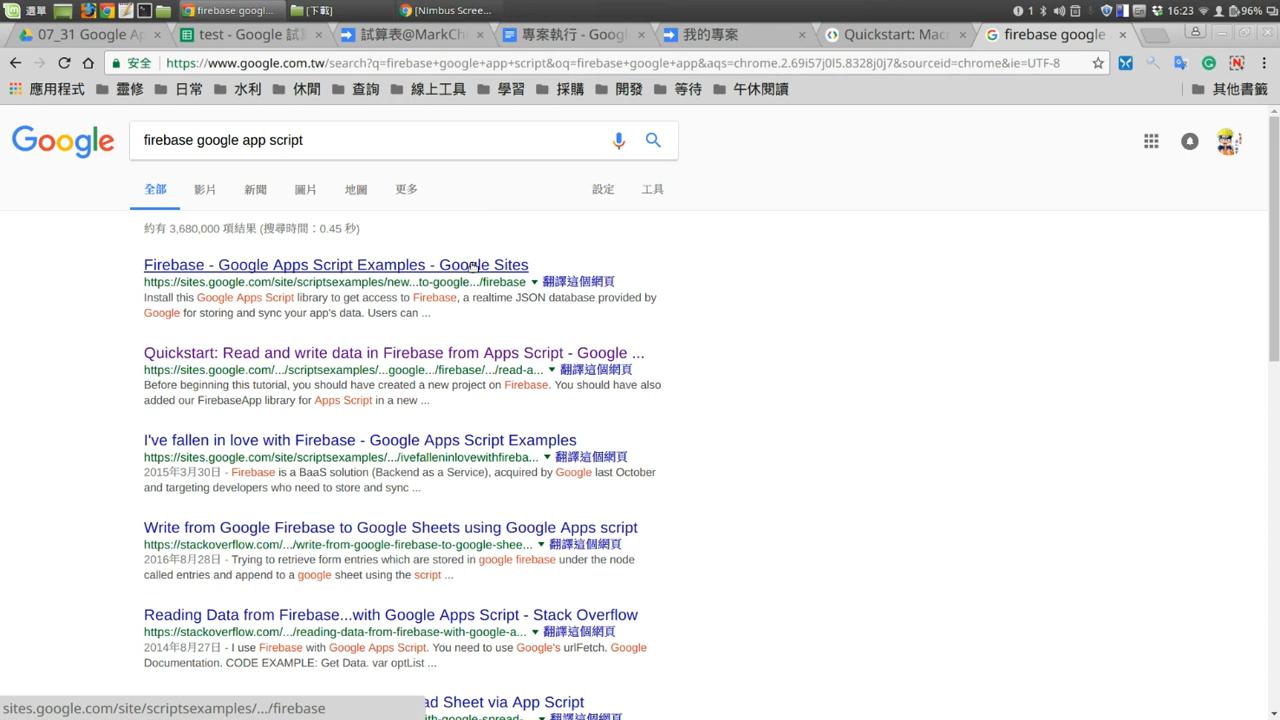 選單
firebase googl...
[下載]
[Nimbus Scree...
1
En
16:23
96%
07_31 Google Ap
test - Google 試算
試算表@MarkCh
專案執行 - Google
我的專案
Quickstart: Mac
firebase google
安全
https://www.google.com.tw/search?q=firebase+google+app+script&oq=firebase+google+app&aqs=chrome.2.69i57j0l5.8328j0j7&sourceid=chrome&ie=UTF-8
應用程式
靈修
日常
水利
休閒
查詢
線上工具
學習
採購
開發
等待
午休閱讀
其他書籤
Google
firebase google app script
全部
影片
新聞
圖片
地圖
更多
設定
工具
約有 3,680,000 項結果 (搜尋時間：0.45 秒)
Firebase - Google Apps Script Examples - Google Sites
https://sites.google.com/site/scriptsexamples/new...to-google.../firebase ▼ 翻譯這個網頁
Install this Google Apps Script library to get access to Firebase, a realtime JSON database provided by
Google for storing and sync your app's data. Users can ...
Quickstart: Read and write data in Firebase from Apps Script - Google ...
https://sites.google.com/.../scriptsexamples/...google.../firebase/.../read-a... ▼ 翻譯這個網頁
Before beginning this tutorial, you should have created a new project on Firebase. You should have also
added our FirebaseApp library for Apps Script in a new ...
I've fallen in love with Firebase - Google Apps Script Examples
https://sites.google.com/site/scriptsexamples/.../ivefalleninlovewithfireba... ▼ 翻譯這個網頁
2015年3月30日 - Firebase is a BaaS solution (Backend as a Service), acquired by Google last October
and targeting developers who need to store and sync ...
Write from Google Firebase to Google Sheets using Google Apps script
https://stackoverflow.com/.../write-from-google-firebase-to-google-shee... ▼ 翻譯這個網頁
2016年8月28日 - Trying to retrieve form entries which are stored in google firebase under the node
called entries and append to a google sheet using the script ...
Reading Data from Firebase...with Google Apps Script - Stack Overflow
https://stackoverflow.com/.../reading-data-from-firebase-with-google-a... ▼ 翻譯這個網頁
2014年8月27日 - I use Firebase with Google Apps Script. You need to use Google's urlFetch. Google
Documentation. CODE EXAMPLE: Get Data. var optList ...
ad Sheet via App Script
ith-google-spread-... ▼ 翻譯這個網頁
sites.google.com/site/scriptsexamples/.../firebase